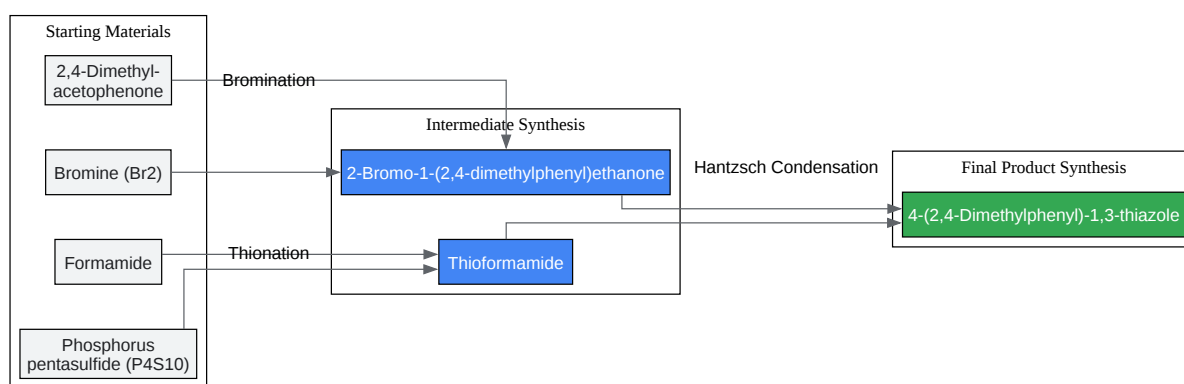 Starting Materials
2,4-Dimethyl-
acetophenone
Bromination
Intermediate Synthesis
Bromine (Br2)
2-Bromo-1-(2,4-dimethylphenyl)ethanone
Hantzsch Condensation
Final Product Synthesis
4-(2,4-Dimethylphenyl)-1,3-thiazole
Formamide
Thionation
Thioformamide
Phosphorus
pentasulfide (P4S10)